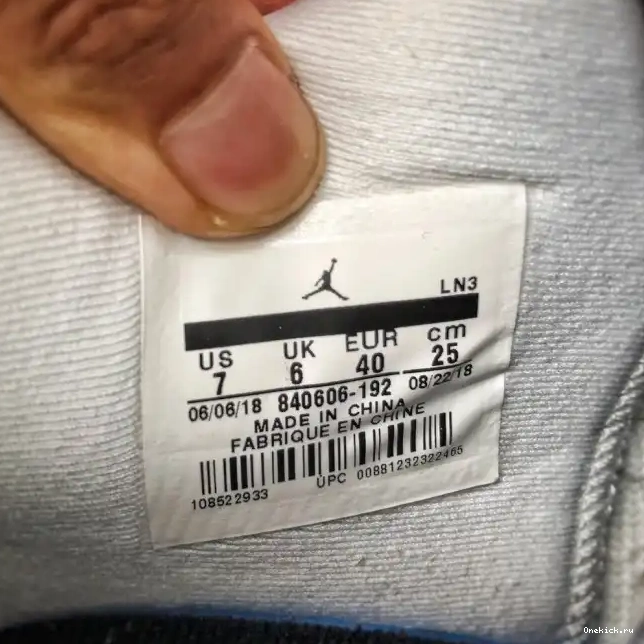 LN3
US UK EUR cm
7 6 40 25
06/06/18 840606-192 08/22/18
MADE IN CHINA
FABRIQUE EN CHINE
108522933 UPC 00881232322465
Onekick.ru